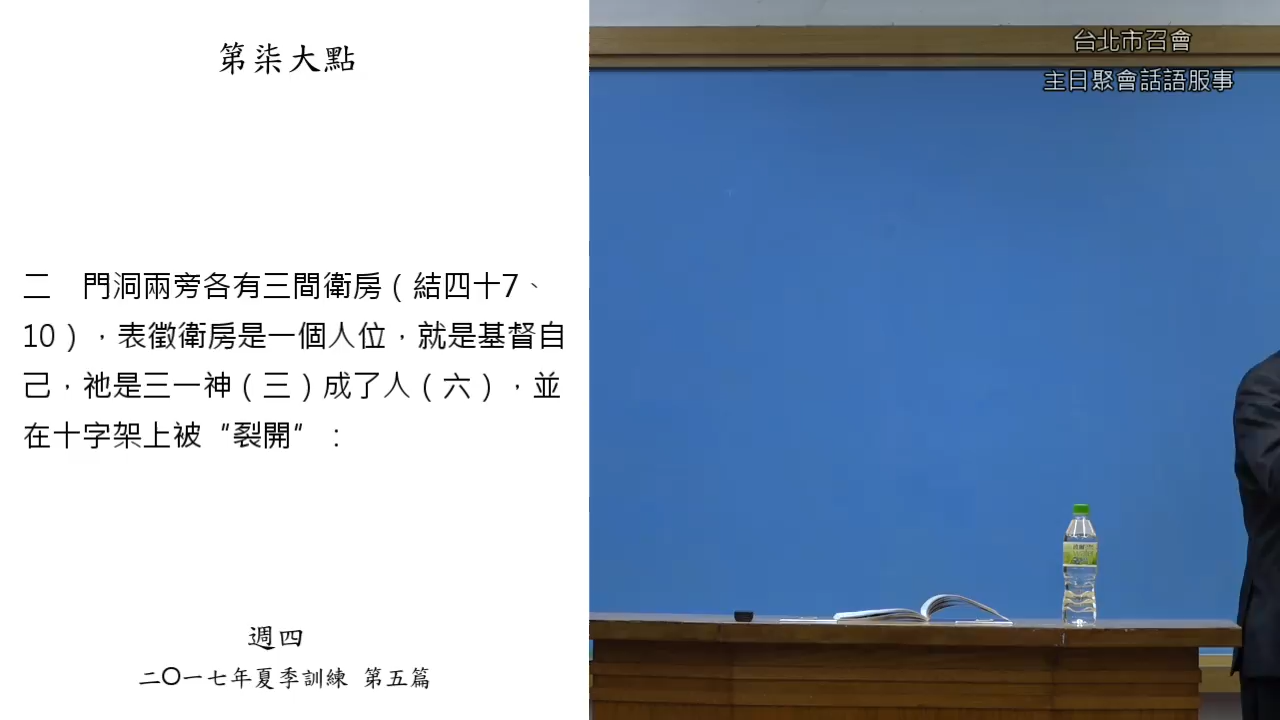 第柒大點
二　門洞兩旁各有三間衛房（結四十7、
10），表徵衛房是一個人位，就是基督自
己，祂是三一神（三）成了人（六），並
在十字架上被“裂開”：
週四
二〇一七年夏季訓練 第五篇
台北市召會
主日聚會話語服事